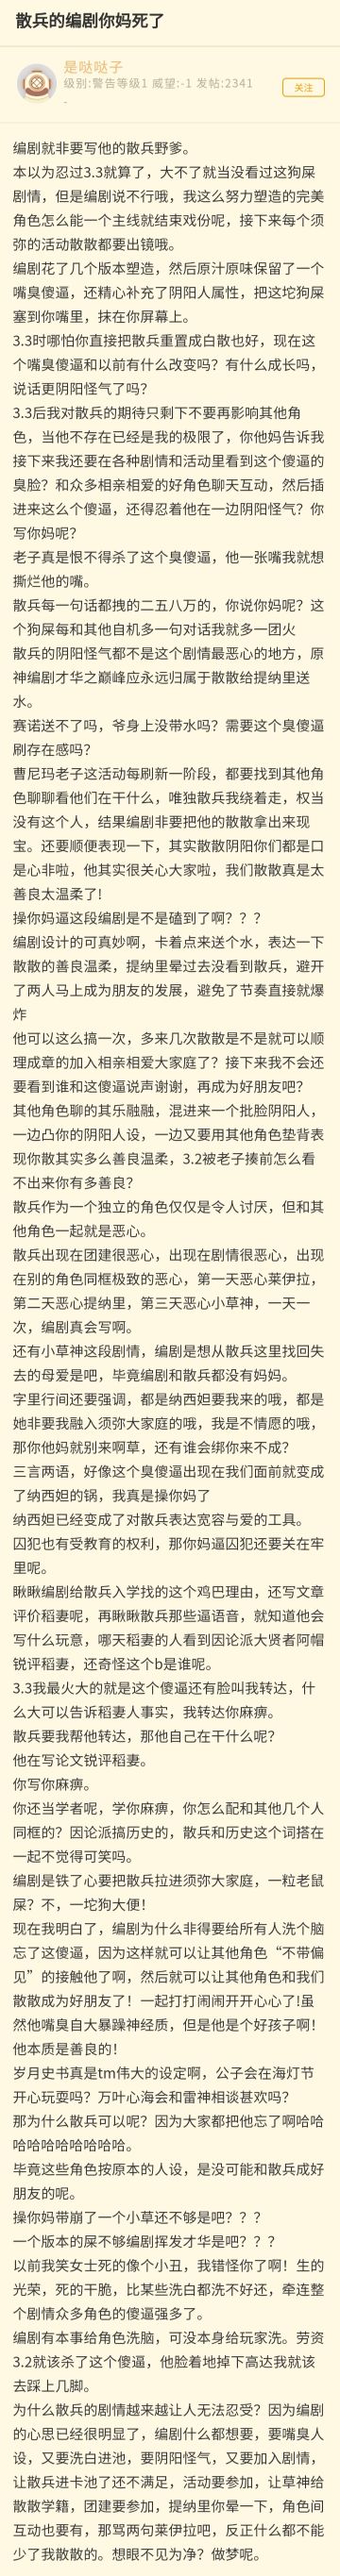 散兵的编剧你妈死了
是哒哒子
级别:警告等级1 威望:-1 发帖:2341
-
关注
编剧就非要写他的散兵野爹。
本以为忍过3.3就算了，大不了就当没看过这狗屎
剧情，但是编剧说不行哦，我这么努力塑造的完美
角色怎么能一个主线就结束戏份呢，接下来每个须
弥的活动散散都要出镜哦。
编剧花了几个版本塑造，然后原汁原味保留了一个
嘴臭傻逼，还精心补充了阴阳人属性，把这坨狗屎
塞到你嘴里，抹在你屏幕上。
3.3时哪怕你直接把散兵重置成白散也好，现在这
个嘴臭傻逼和以前有什么改变吗？有什么成长吗，
说话更阴阳怪气了吗？
3.3后我对散兵的期待只剩下不要再影响其他角
色，当他不存在已经是我的极限了，你他妈告诉我
接下来我还要在各种剧情和活动里看到这个傻逼的
臭脸？和众多相亲相爱的好角色聊天互动，然后插
进来这么个傻逼，还得忍着他在一边阴阳怪气？你
写你妈呢？
老子真是恨不得杀了这个臭傻逼，他一张嘴我就想
撕烂他的嘴。
散兵每一句话都拽的二五八万的，你说你妈呢？这
个狗屎每和其他自机多一句对话我就多一团火
散兵的阴阳怪气都不是这个剧情最恶心的地方，原
神编剧才华之巅峰应永远归属于散散给提纳里送
水。
赛诺送不了吗，爷身上没带水吗？需要这个臭傻逼
刷存在感吗？
曹尼玛老子这活动每刷新一阶段，都要找到其他角
色聊聊看他们在干什么，唯独散兵我绕着走，权当
没有这个人，结果编剧非要把他的散散拿出来现
宝。还要顺便表现一下，其实散散阴阳你们都是口
是心非啦，他其实很关心大家啦，我们散散真是太
善良太温柔了!
操你妈逼这段编剧是不是磕到了啊？？？
编剧设计的可真妙啊，卡着点来送个水，表达一下
散散的善良温柔，提纳里晕过去没看到散兵，避开
了两人马上成为朋友的发展，避免了节奏直接就爆
炸
他可以这么搞一次，多来几次散散是不是就可以顺
理成章的加入相亲相爱大家庭了？接下来我不会还
要看到谁和这傻逼说声谢谢，再成为好朋友吧？
其他角色聊的其乐融融，混进来一个批脸阴阳人，
一边凸你的阴阳人设，一边又要用其他角色垫背表
现你散其实多么善良温柔，3.2被老子揍前怎么看
不出来你有多善良？
散兵作为一个独立的角色仅仅是令人讨厌，但和其
他角色一起就是恶心。
散兵出现在团建很恶心，出现在剧情很恶心，出现
在别的角色同框极致的恶心，第一天恶心莱伊拉，
第二天恶心提纳里，第三天恶心小草神，一天一
次，编剧真会写啊。
还有小草神这段剧情，编剧是想从散兵这里找回失
去的母爱是吧，毕竟编剧和散兵都没有妈妈。
字里行间还要强调，都是纳西妲要我来的哦，都是
她非要我融入须弥大家庭的哦，我是不情愿的哦，
那你他妈就别来啊草，还有谁会绑你来不成？
三言两语，好像这个臭傻逼出现在我们面前就变成
了纳西妲的锅，我真是操你妈了
纳西妲已经变成了对散兵表达宽容与爱的工具。
囚犯也有受教育的权利，那你妈逼囚犯还要关在牢
里呢。
瞅瞅编剧给散兵入学找的这个鸡巴理由，还写文章
评价稻妻呢，再瞅瞅散兵那些逼语音，就知道他会
写什么玩意，哪天稻妻的人看到因论派大贤者阿帽
锐评稻妻，还奇怪这个b是谁呢。
3.3我最火大的就是这个傻逼还有脸叫我转达，什
么大可以告诉稻妻人事实，我转达你麻痹。
散兵要我帮他转达，那他自己在干什么呢？
他在写论文锐评稻妻。
你写你麻痹。
你还当学者呢，学你麻痹，你怎么配和其他几个人
同框的？因论派搞历史的，散兵和历史这个词搭在
一起不觉得可笑吗。
编剧是铁了心要把散兵拉进须弥大家庭，一粒老鼠
屎？不，一坨狗大便！
现在我明白了，编剧为什么非得要给所有人洗个脑
忘了这傻逼，因为这样就可以让其他角色“不带偏
见”的接触他了啊，然后就可以让其他角色和我们
散散成为好朋友了！一起打打闹闹开开心心了!虽
然他嘴臭自大暴躁神经质，但是他是个好孩子啊！
他本质是善良的！
岁月史书真是tm伟大的设定啊，公子会在海灯节
开心玩耍吗？万叶心海会和雷神相谈甚欢吗？
那为什么散兵可以呢？因为大家都把他忘了啊哈哈
哈哈哈哈哈哈哈哈。
毕竟这些角色按原本的人设，是没可能和散兵成好
朋友的呢。
操你妈带崩了一个小草还不够是吧？？？
一个版本的屎不够编剧挥发才华是吧？？？
以前我笑女士死的像个小丑，我错怪你了啊！生的
光荣，死的干脆，比某些洗白都洗不好还，牵连整
个剧情众多角色的傻逼强多了。
编剧有本事给角色洗脑，可没本身给玩家洗。劳资
3.2就该杀了这个傻逼，他脸着地掉下高达我就该
去踩上几脚。
为什么散兵的剧情越来越让人无法忍受？因为编剧
的心思已经很明显了，编剧什么都想要，要嘴臭人
设，又要洗白进池，要阴阳怪气，又要加入剧情，
让散兵进卡池了还不满足，活动要参加，让草神给
散散学籍，团建要参加，提纳里你晕一下，角色间
互动也要有，那骂两句莱伊拉吧，反正什么都不能
少了我散散的。想眼不见为净？做梦呢。